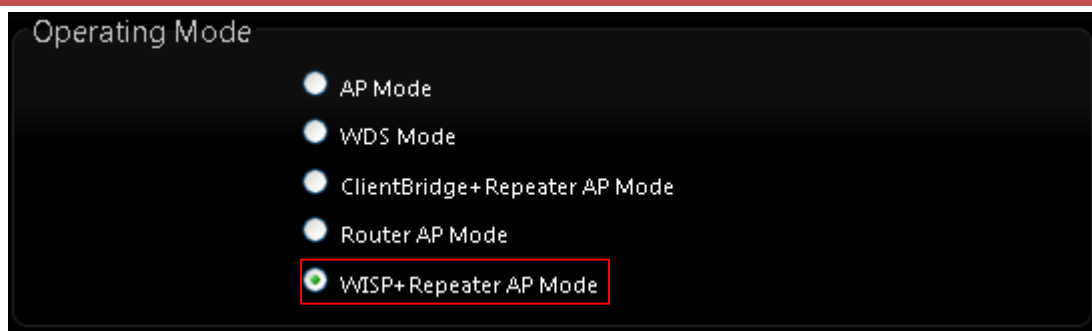 Operating Mode
AP Mode
WDS Mode
ClientBridge+Repeater AP Mode
Router AP Mode
WISP+Repeater AP Mode